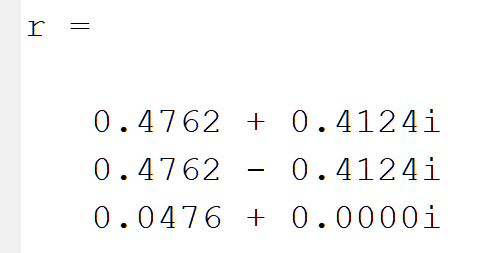 r =
0.4762 + 0.4124i
0.4762 - 0.4124i
0.0476 + 0.0000i